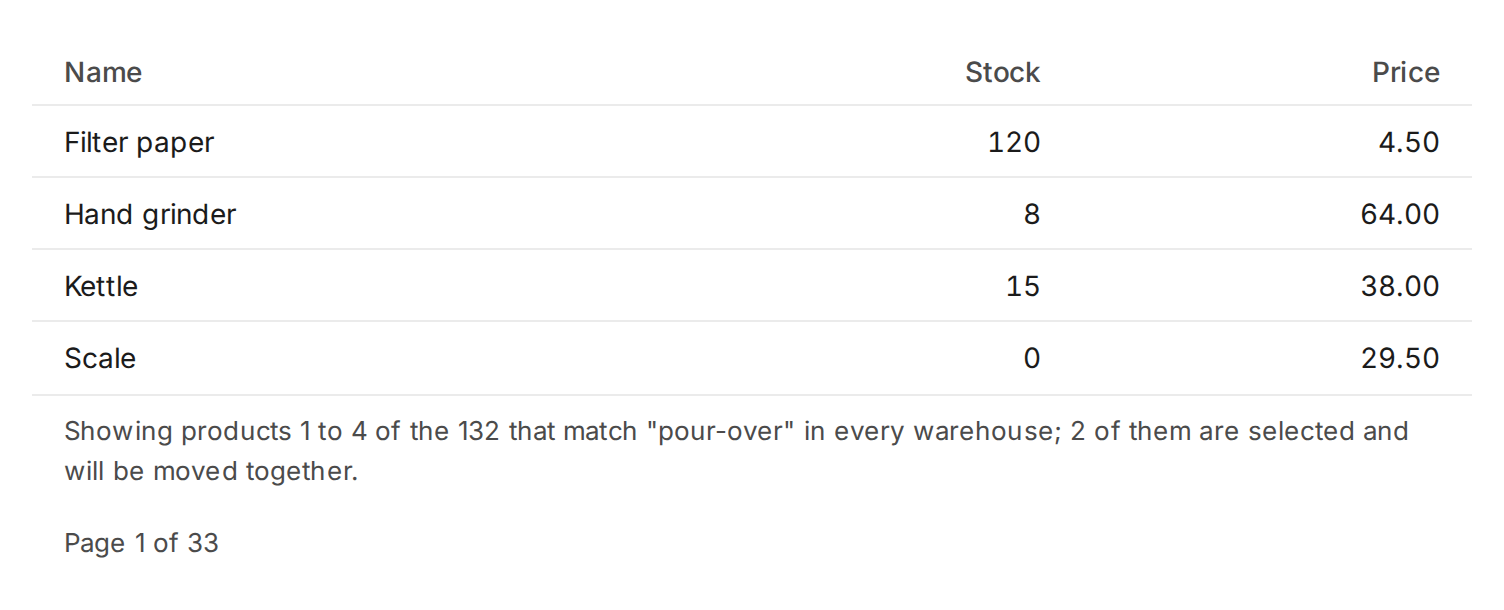 Name Stock Price
Filter paper 120 4.50
Hand grinder 8 64.00
Kettle 15 38.00
Scale 0 29.50
Showing products 1 to 4 of the 132 that match "pour-over" in every warehouse; 2 of them are selected and
will be moved together.
Page 1 of 33